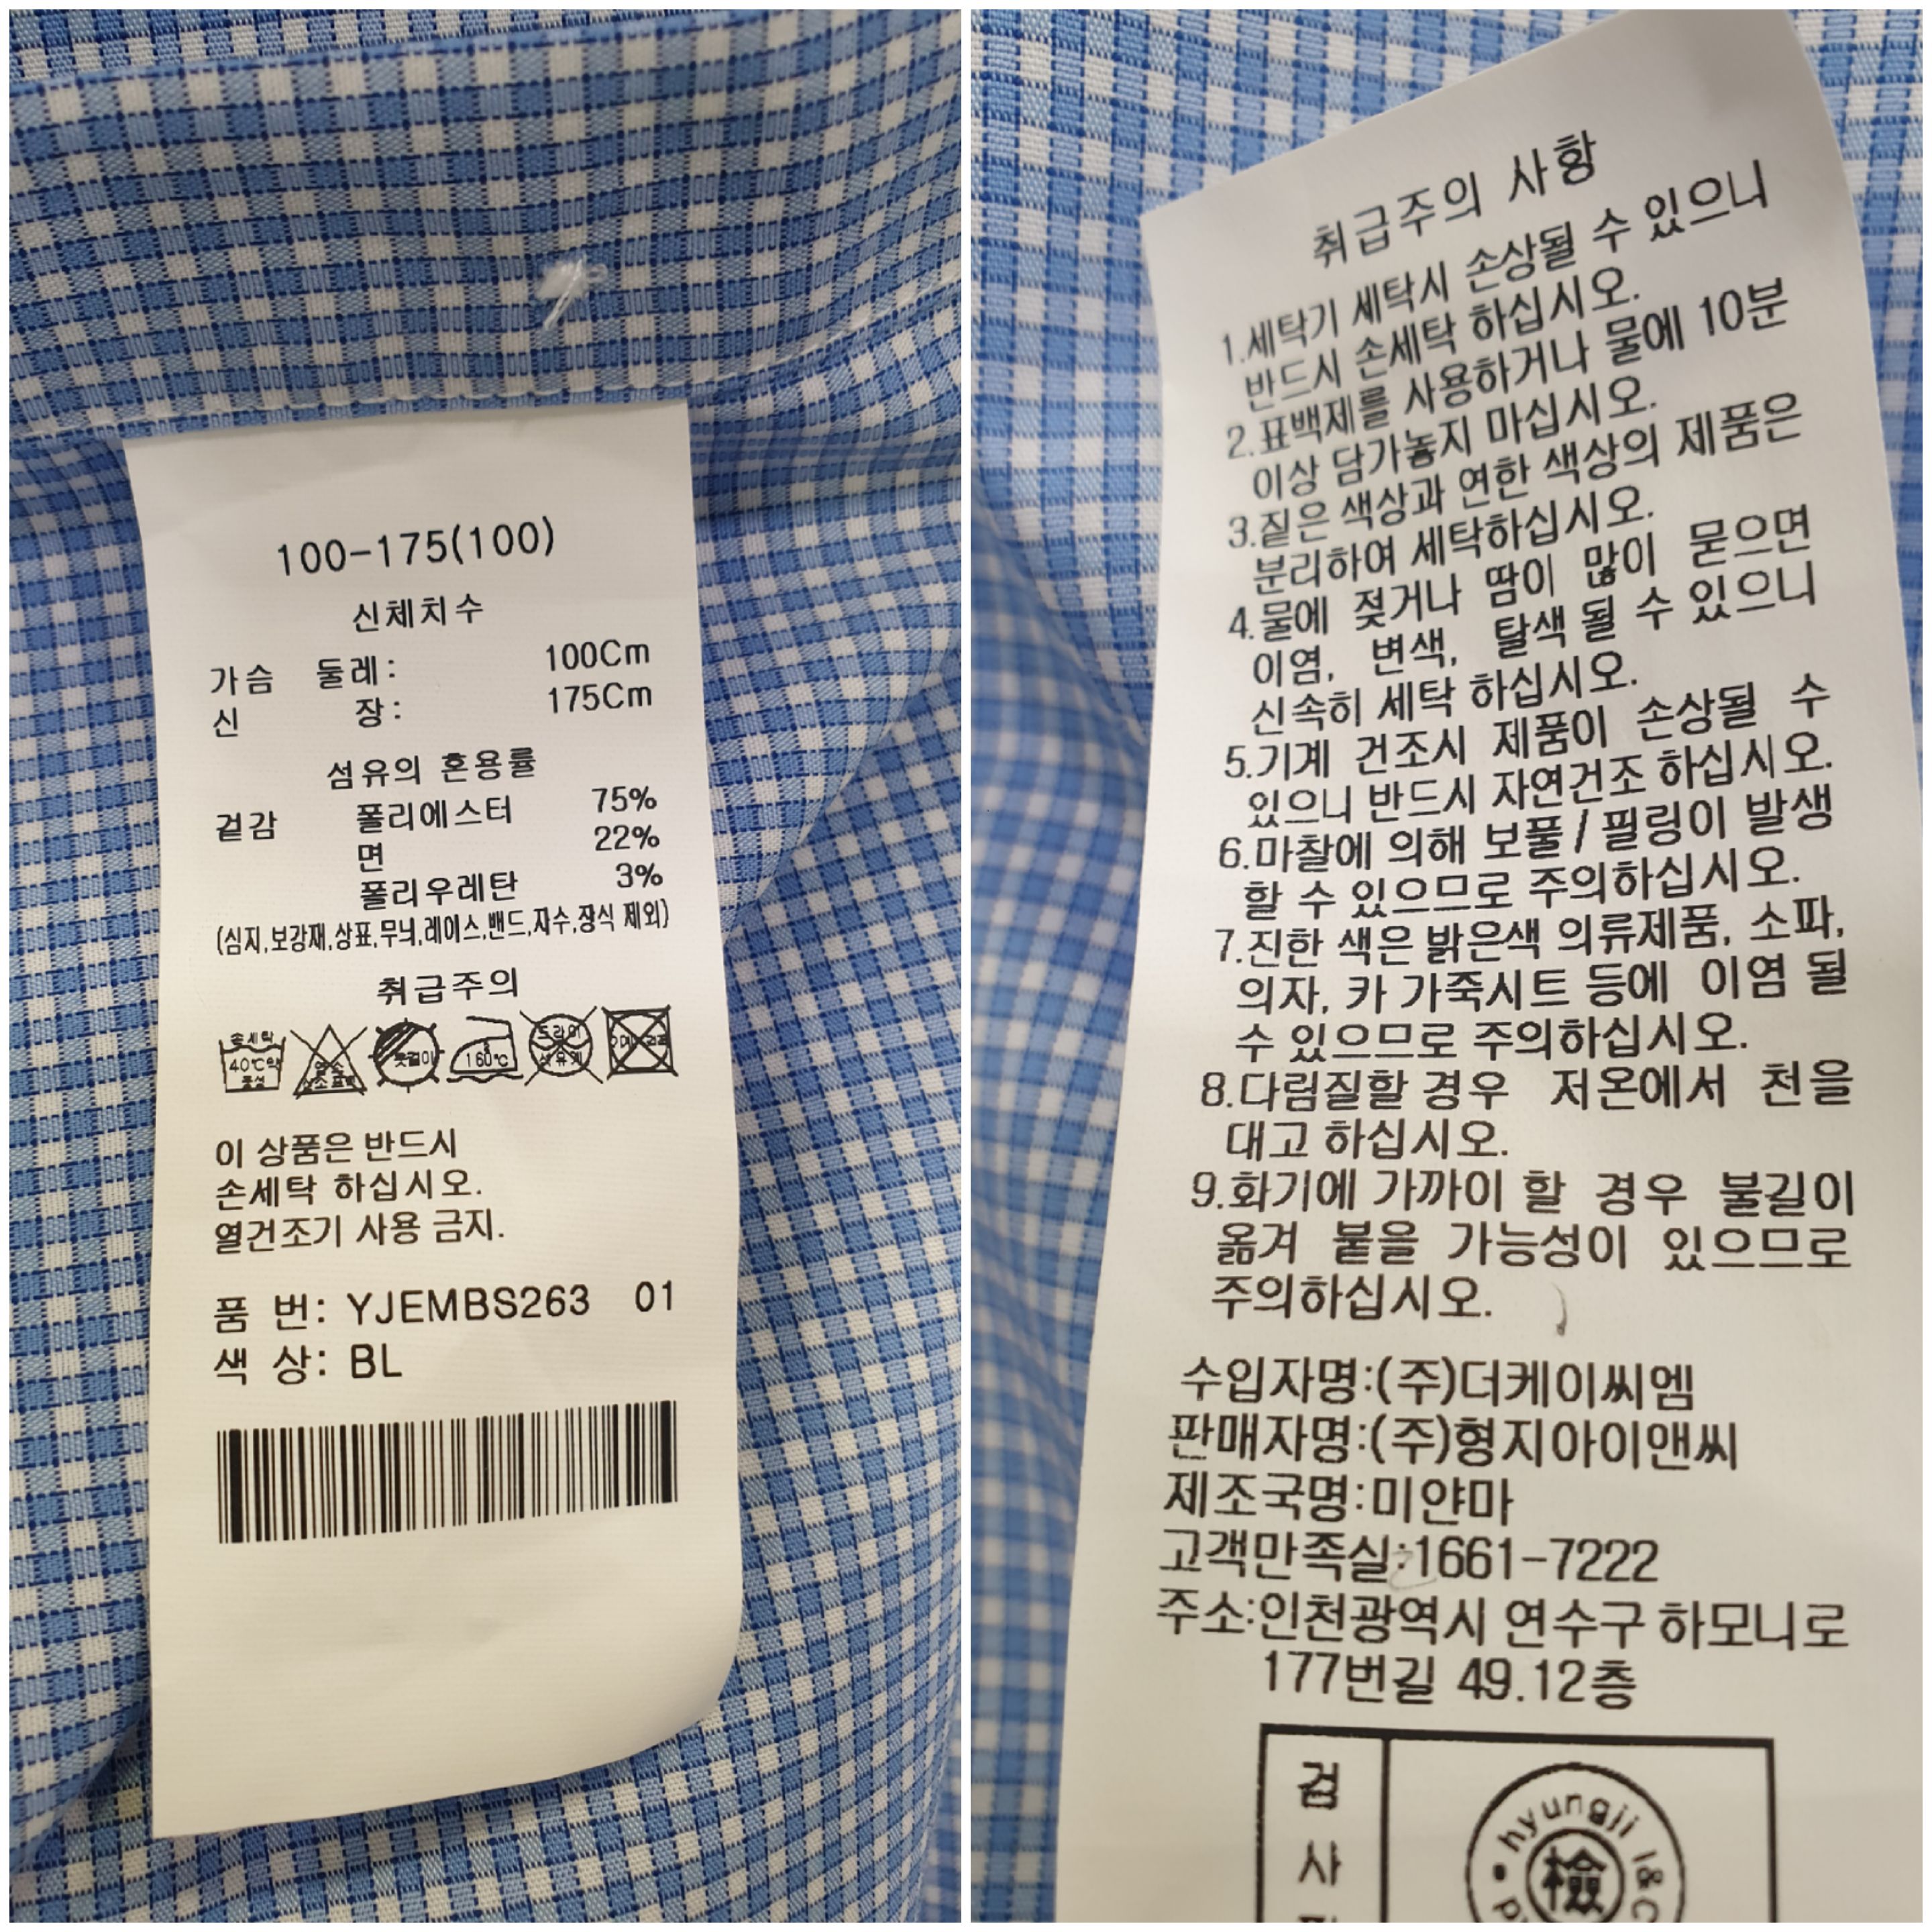 100-175(100)
신체치수
가슴 둘레: 100Cm
신 장: 175Cm
섬유의 혼용률
겉감 폴리에스터 75%
면 22%
폴리우레탄 3%
(심지,보강재,상표,무늬,레이스,밴드,자수,장식 제외)
취급주의
손세탁
40℃약
중성
옷걸이
160℃
드라이
석유계
이 상품은 반드시
손세탁 하십시오.
열건조기 사용 금지.
품 번: YJEMBS263 01
색 상: BL
취급주의 사항
1.세탁기 세탁시 손상될 수 있으니
반드시 손세탁 하십시오.
2.표백제를 사용하거나 물에 10분
이상 담가놓지 마십시오.
3.짙은 색상과 연한 색상의 제품은
분리하여 세탁하십시오.
4.물에 젖거나 땀이 많이 묻으면
이염, 변색, 탈색 될 수 있으니
신속히 세탁 하십시오.
5.기계 건조시 제품이 손상될 수
있으니 반드시 자연건조 하십시오.
6.마찰에 의해 보풀/필링이 발생
할 수 있으므로 주의하십시오.
7.진한 색은 밝은색 의류제품, 소파,
의자, 카 가죽시트 등에 이염 될
수 있으므로 주의하십시오.
8.다림질할 경우 저온에서 천을
대고 하십시오.
9.화기에 가까이 할 경우 불길이
옮겨 붙을 가능성이 있으므로
주의하십시오.
수입자명:(주)더케이씨엠
판매자명:(주)형지아이앤씨
제조국명:미얀마
고객만족실:1661-7222
주소:인천광역시 연수구 하모니로
177번길 49.12층
검
사
hyungji I&C
檢